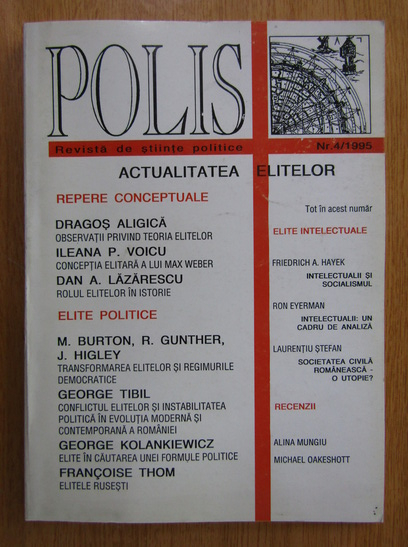 POLIS
Revistă de științe politice
Nr.4/1995
ACTUALITATEA ELITELOR
REPERE CONCEPTUALE
DRAGOȘ ALIGICĂ
OBSERVAȚII PRIVIND TEORIA ELITELOR
ILEANA P. VOICU
CONCEPȚIA ELITARĂ A LUI MAX WEBER
DAN A. LĂZĂRESCU
ROLUL ELITELOR ÎN ISTORIE
ELITE POLITICE
M. BURTON, R. GUNTHER,
J. HIGLEY
TRANSFORMAREA ELITELOR ȘI REGIMURILE
DEMOCRATICE
GEORGE TIBIL
CONFLICTUL ELITELOR ȘI INSTABILITATEA
POLITICĂ ÎN EVOLUȚIA MODERNĂ ȘI
CONTEMPORANĂ A ROMÂNIEI
GEORGE KOLANKIEWICZ
ELITE ÎN CĂUTAREA UNEI FORMULE POLITICE
FRANÇOISE THOM
ELITELE RUSEȘTI
Tot în acest număr
ELITE INTELECTUALE
FRIEDRICH A. HAYEK
INTELECTUALII ȘI
SOCIALISMUL
RON EYERMAN
INTELECTUALII: UN
CADRU DE ANALIZĂ
LAURENȚIU ȘTEFAN
SOCIETATEA CIVILĂ
ROMÂNEASCĂ -
O UTOPIE?
RECENZII
ALINA MUNGIU
MICHAEL OAKESHOTT